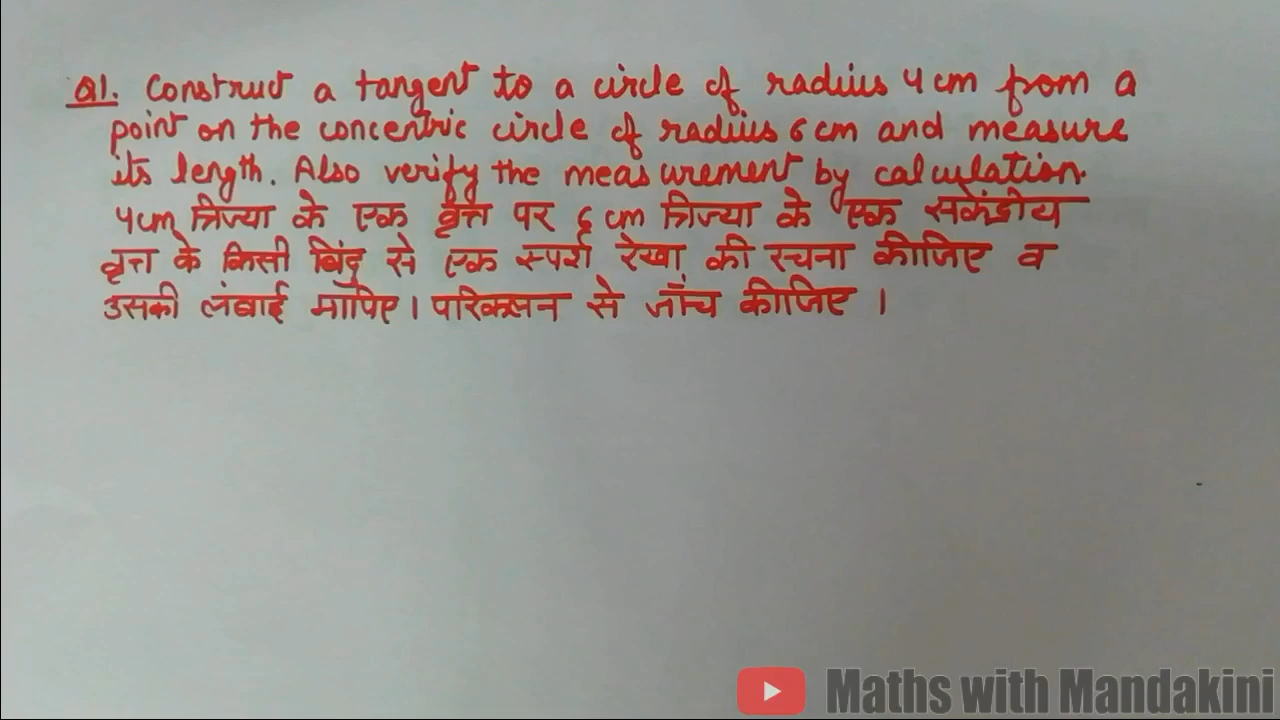 Q1. Construct a tangent to a circle of radius 4 cm from a
point on the concentric circle of radius 6 cm and measure
its length. Also verify the measurement by calculation.
4cm त्रिज्या के एक वृत्त पर 6 cm त्रिज्या के एक सकेंद्रीय
वृत्त के किसी बिंदु से एक स्पर्श रेखा की रचना कीजिए व
उसकी लंबाई मापिए। परिकलन से जाँच कीजिए ।
Maths with Mandakini